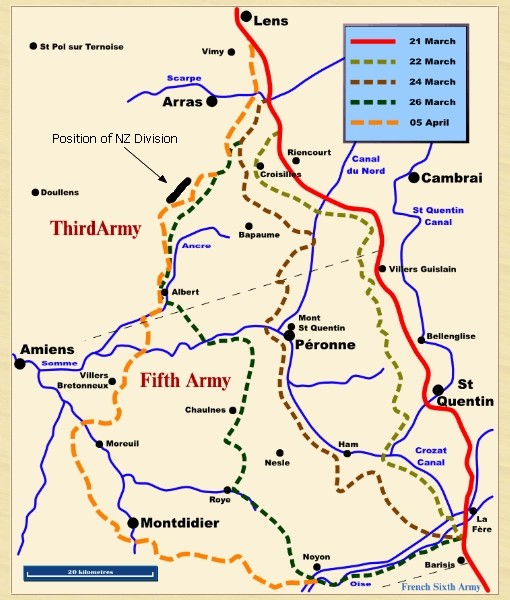 Lens
St Pol sur Ternoise
Vimy
21 March
22 March
24 March
26 March
05 April
Scarpe
Arras
Position of NZ Division
Riencourt
Croisilles
Canal
du Nord
Cambrai
Doullens
St Quentin
Canal
ThirdArmy
Bapaume
Ancre
Villers Guislain
Albert
Mont
St Quentin
Péronne
Bellenglise
Amiens
Somme
Villers
Bretonneux
Fifth Army
St
Quentin
Chaulnes
Moreuil
Ham
Crozat
Canal
Nesle
Roye
Montdidier
La
Fère
Noyon
Barisis
20 kilometres
Oise
French Sixth Army